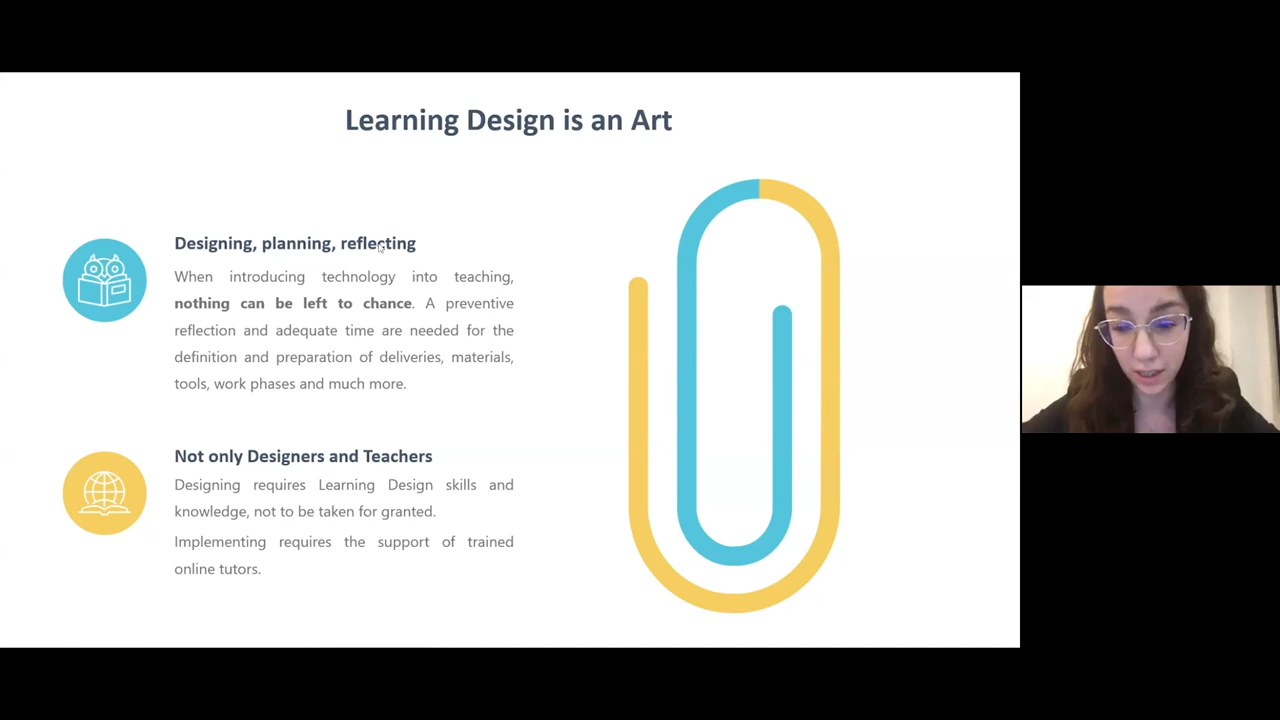 Learning Design is an Art
Designing, planning, reflecting
When introducing technology into teaching,
nothing can be left to chance. A preventive
reflection and adequate time are needed for the
definition and preparation of deliveries, materials,
tools, work phases and much more.
Not only Designers and Teachers
Designing requires Learning Design skills and
knowledge, not to be taken for granted.
Implementing requires the support of trained
online tutors.